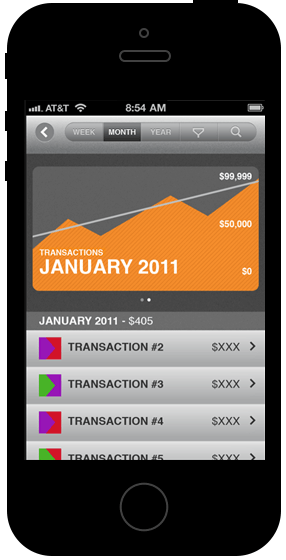 AT&T 8:54 AM
WEEK MONTH YEAR
$99,999
$50,000
TRANSACTIONS
JANUARY 2011 $0
JANUARY 2011 - $405
TRANSACTION #2 $XXX
TRANSACTION #3 $XXX
TRANSACTION #4 $XXX
TRANSACTION #5 $XXX